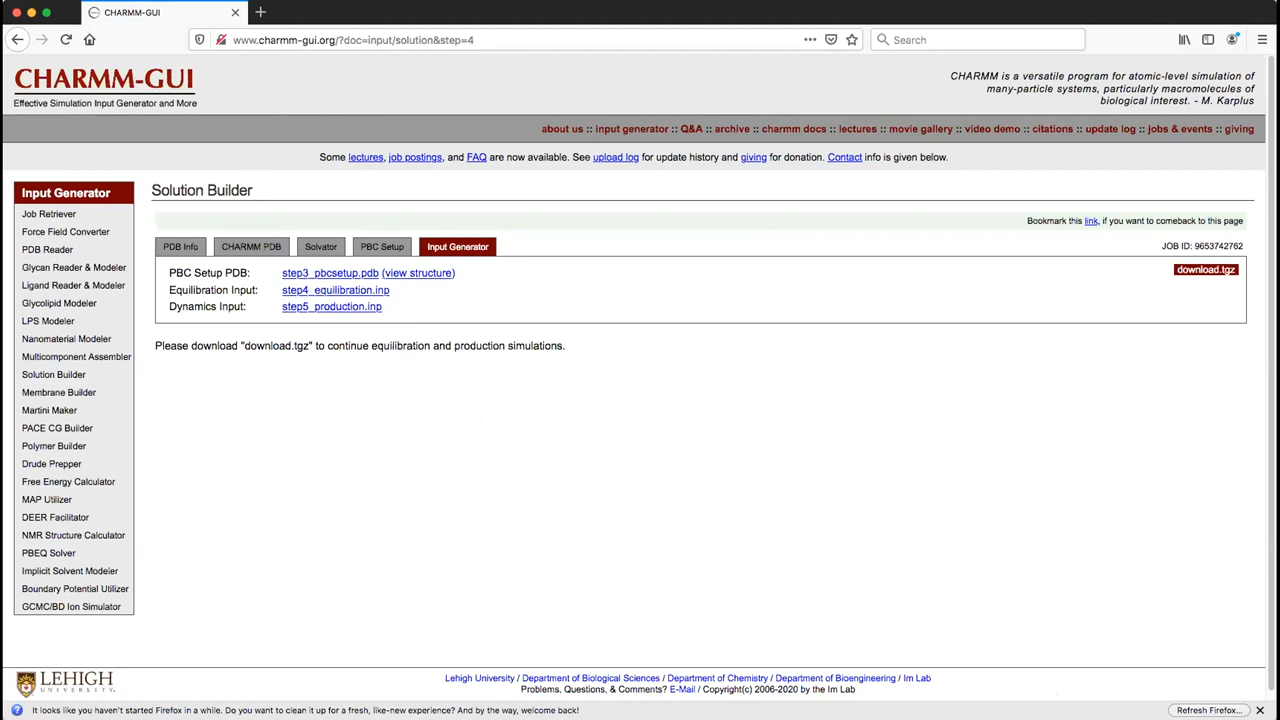 CHARMM-GUI
www.charmm-gui.org/?doc=input/solution&step=4
Search
CHARMM-GUI
Effective Simulation Input Generator and More
CHARMM is a versatile program for atomic-level simulation of
many-particle systems, particularly macromolecules of
biological interest. - M. Karplus
about us :: input generator :: Q&A :: archive :: charmm docs :: lectures :: movie gallery :: video demo :: citations :: update log :: jobs & events :: giving
Some lectures, job postings, and FAQ are now available. See upload log for update history and giving for donation. Contact info is given below.
Input Generator
Job Retriever
Force Field Converter
PDB Reader
Glycan Reader & Modeler
Ligand Reader & Modeler
Glycolipid Modeler
LPS Modeler
Nanomaterial Modeler
Multicomponent Assembler
Solution Builder
Membrane Builder
Martini Maker
PACE CG Builder
Polymer Builder
Drude Prepper
Free Energy Calculator
MAP Utilizer
DEER Facilitator
NMR Structure Calculator
PBEQ Solver
Implicit Solvent Modeler
Boundary Potential Utilizer
GCMC/BD Ion Simulator
Solution Builder
Bookmark this link, if you want to comeback to this page
PDB Info CHARMM PDB Solvator PBC Setup Input Generator JOB ID: 9653742762
download.tgz
PBC Setup PDB: step3_pbcsetup.pdb (view structure)
Equilibration Input: step4_equilibration.inp
Dynamics Input: step5_production.inp
Please download "download.tgz" to continue equilibration and production simulations.
LEHIGH
UNIVERSITY
Lehigh University / Department of Biological Sciences / Department of Chemistry / Department of Bioengineering / Im Lab
Problems, Questions, & Comments? E-Mail / Copyright(c) 2006-2020 by the Im Lab
It looks like you haven't started Firefox in a while. Do you want to clean it up for a fresh, like-new experience? And by the way, welcome back!
Refresh Firefox...